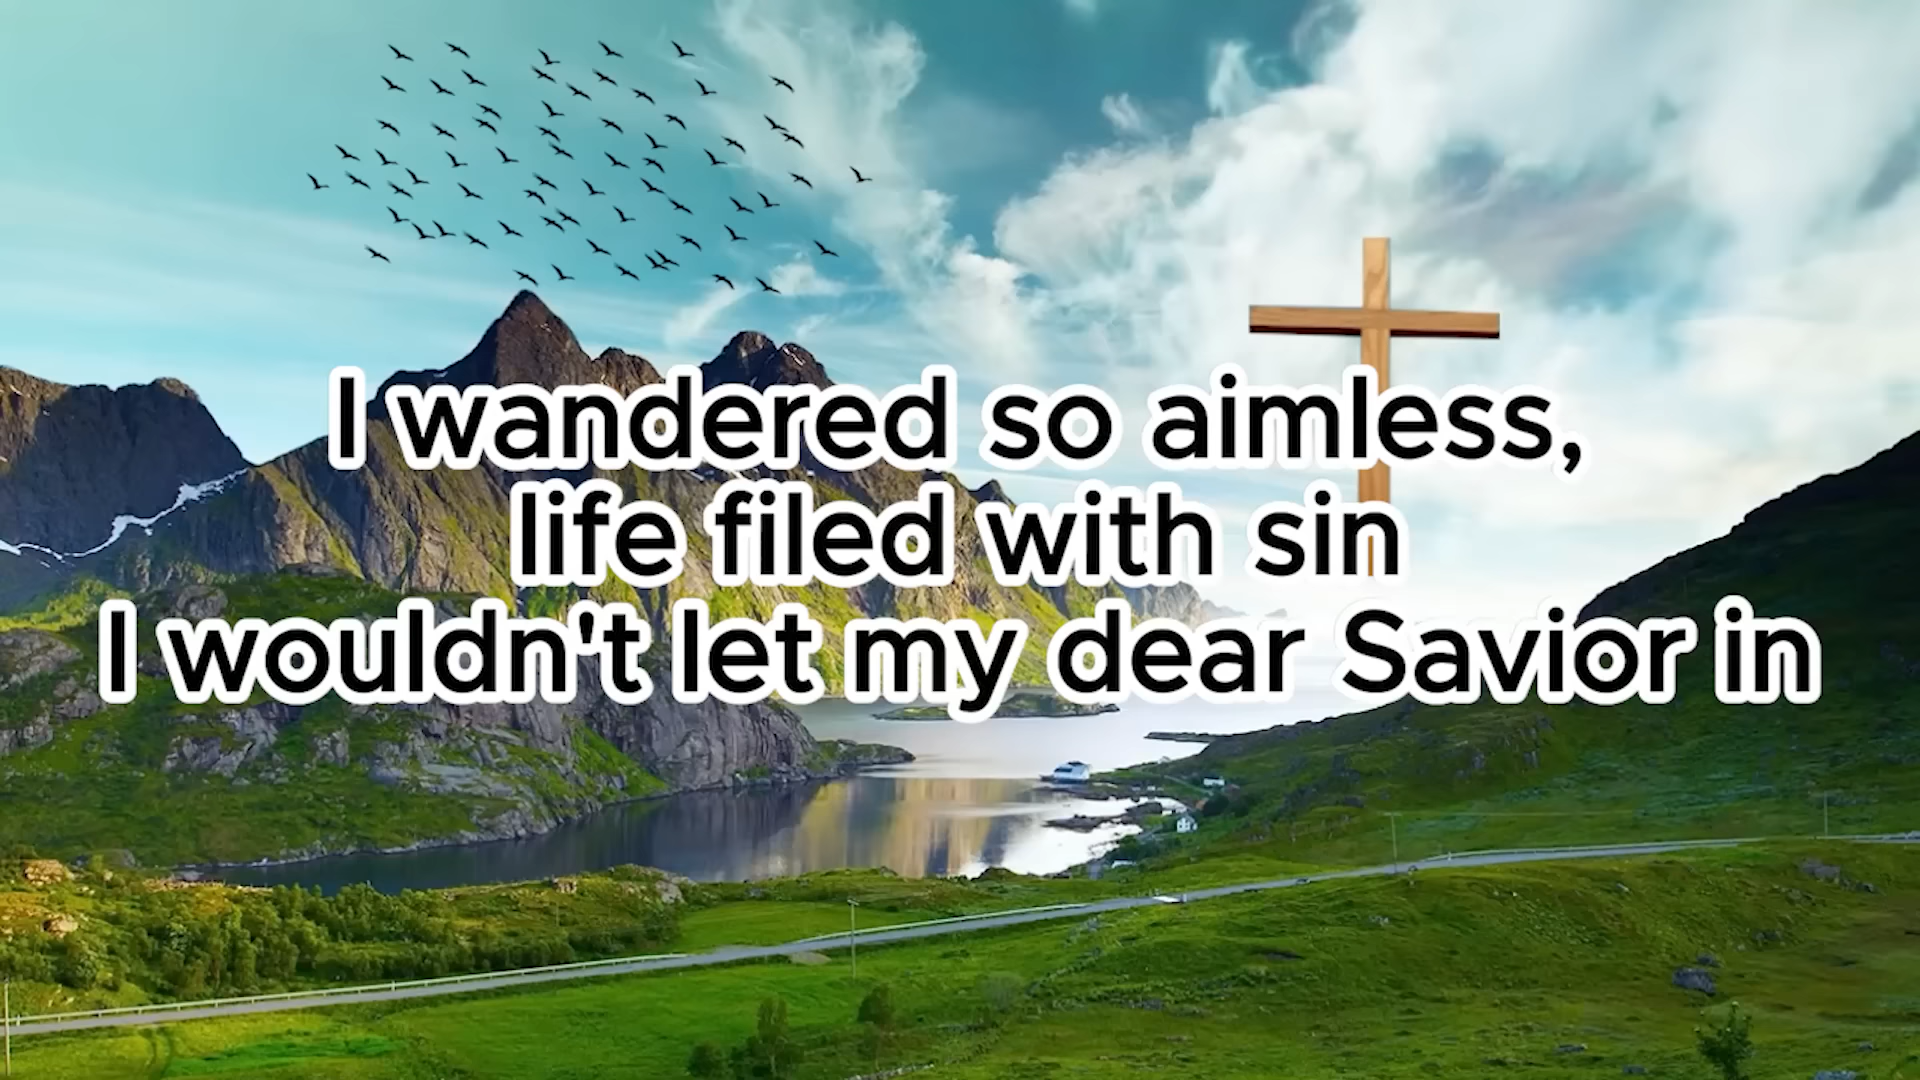 I wandered so aimless,
life filed with sin
I wouldn't let my dear Savior in